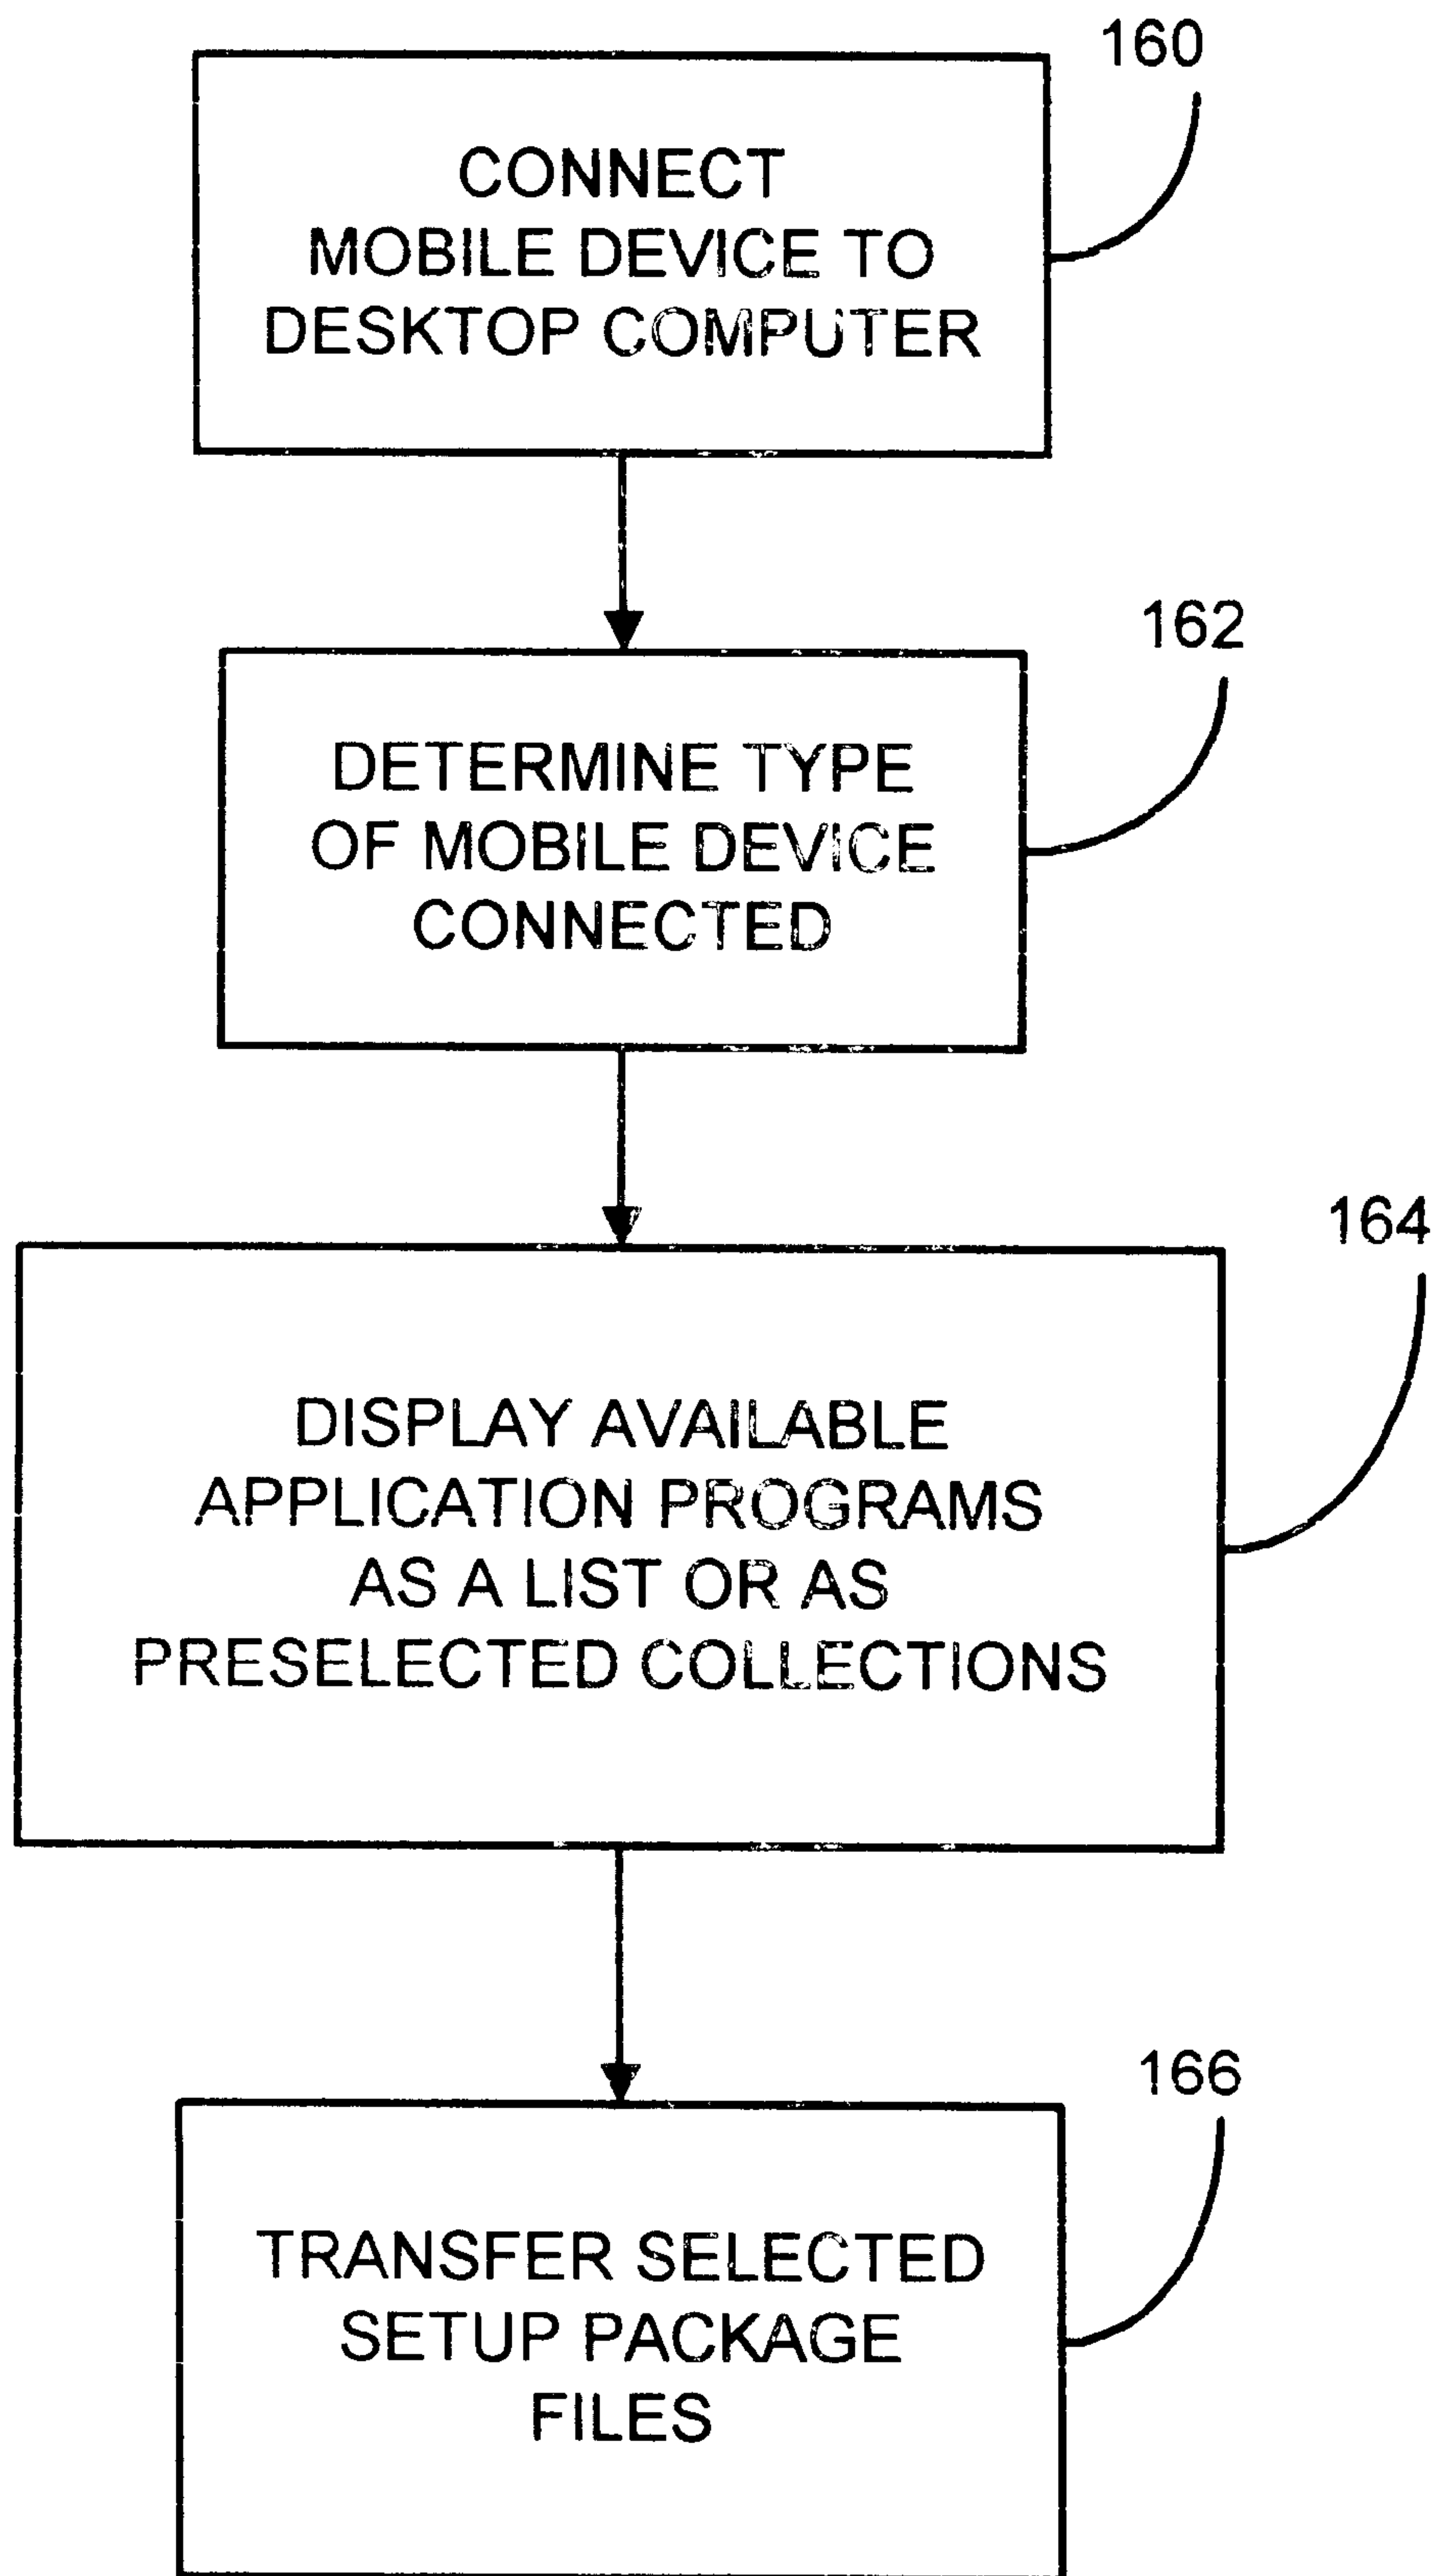 160
CONNECT
MOBILE DEVICE TO
DESKTOP COMPUTER
162
DETERMINE TYPE
OF MOBILE DEVICE
CONNECTED
164
DISPLAY AVAILABLE
APPLICATION PROGRAMS
AS A LIST OR AS
PRESELECTED COLLECTIONS
166
TRANSFER SELECTED
SETUP PACKAGE
FILES